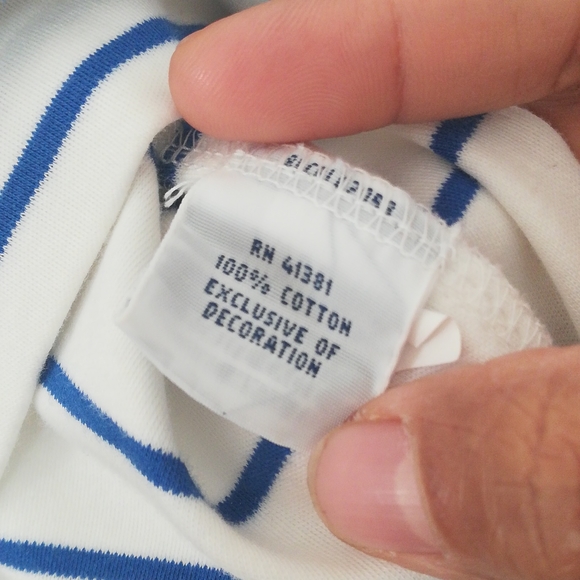 RN 41381
100% COTTON
EXCLUSIVE OF
DECORATION